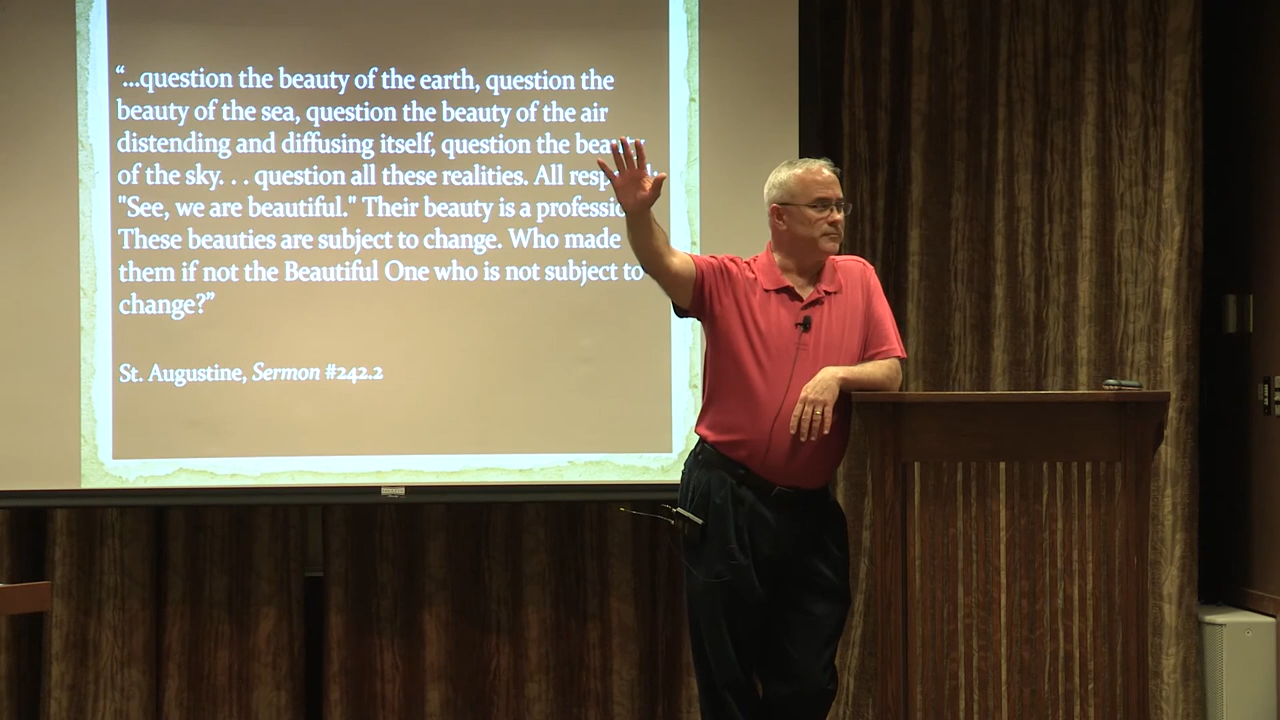 “...question the beauty of the earth, question the
beauty of the sea, question the beauty of the air
distending and diffusing itself, question the
of the sky. . . question all these realities. All
"See, we are beautiful." Their beauty is a
These beauties are subject to change. Who made
them if not the Beautiful One who is not subject to
change?”
St. Augustine, Sermon #242.2